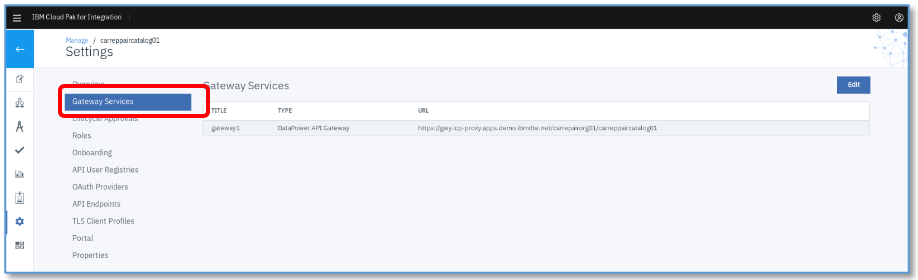 IBM Cloud Pak for Integration
Manage / carreppaircatalog01
Settings
Overview
Gateway Services
Lifecycle Approvals
Roles
Onboarding
API User Registries
OAuth Providers
API Endpoints
TLS Client Profiles
Portal
Properties
Gateway Services
Edit
TITLE TYPE URL
gateway1 DataPower API Gateway https://gwy.icp-proxy.apps.demo.ibmdte.net/carrepairorg01/carreppaircatalog01